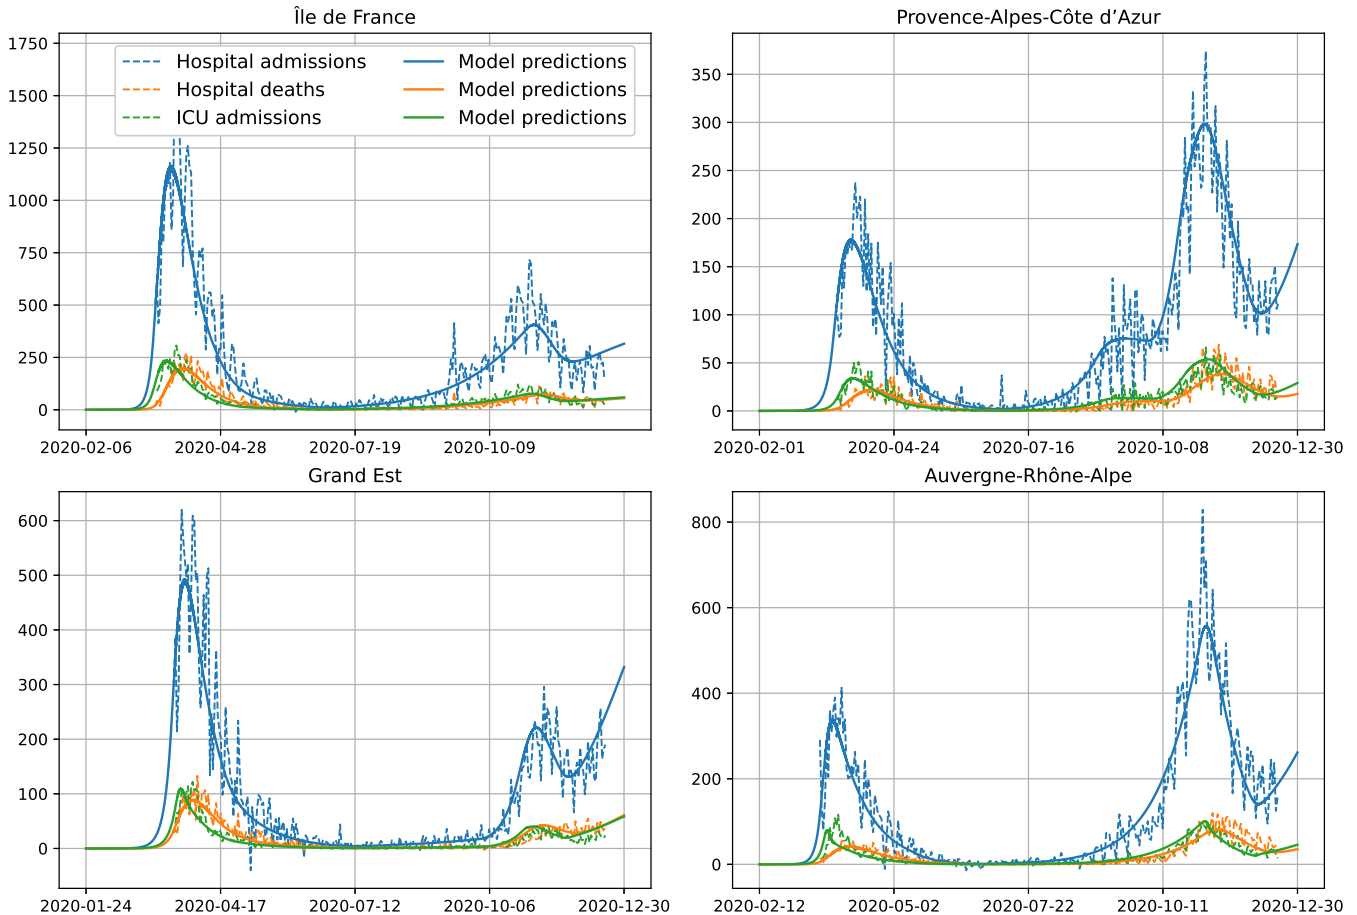 Île de France
1750
1500
1250
1000
750
500
250
0
Hospital admissions Model predictions
Hospital deaths Model predictions
ICU admissions Model predictions
2020-02-06 2020-04-28 2020-07-19 2020-10-09
Provence-Alpes-Côte d’Azur
350
300
250
200
150
100
50
0
2020-02-01 2020-04-24 2020-07-16 2020-10-08 2020-12-30
Grand Est
600
500
400
300
200
100
0
2020-01-24 2020-04-17 2020-07-12 2020-10-06 2020-12-30
Auvergne-Rhône-Alpe
800
600
400
200
0
2020-02-12 2020-05-02 2020-07-22 2020-10-11 2020-12-30